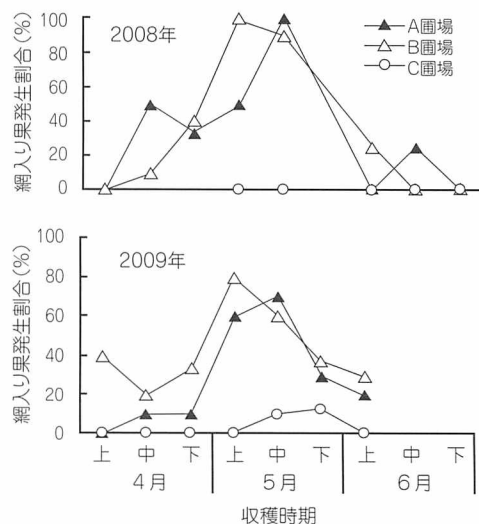 2008年
A圃場
B圃場
C圃場
網入り果発生割合(%)
100
80
60
40
20
0
2009年
網入り果発生割合(%)
100
80
60
40
20
0
上 中 下 上 中 下 上 中 下
4月 5月 6月
収穫時期